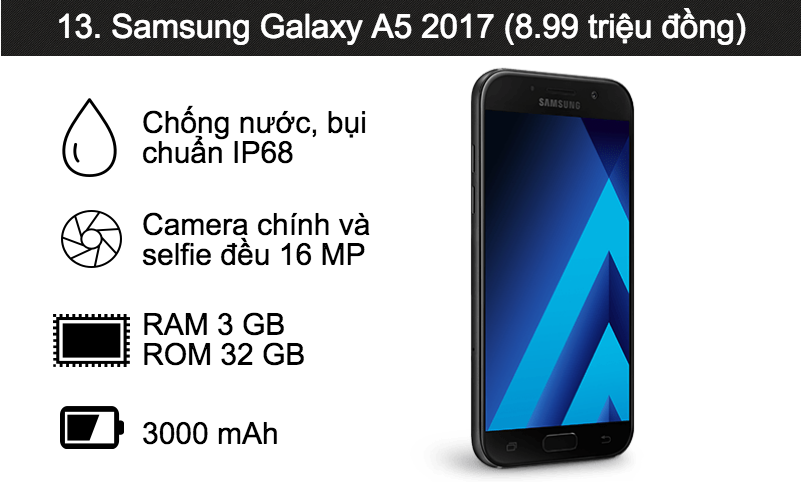 13. Samsung Galaxy A5 2017 (8.99 triệu đồng)
Chống nước, bụi
chuẩn IP68
Camera chính và
selfie đều 16 MP
RAM 3 GB
ROM 32 GB
3000 mAh
SAMSUNG